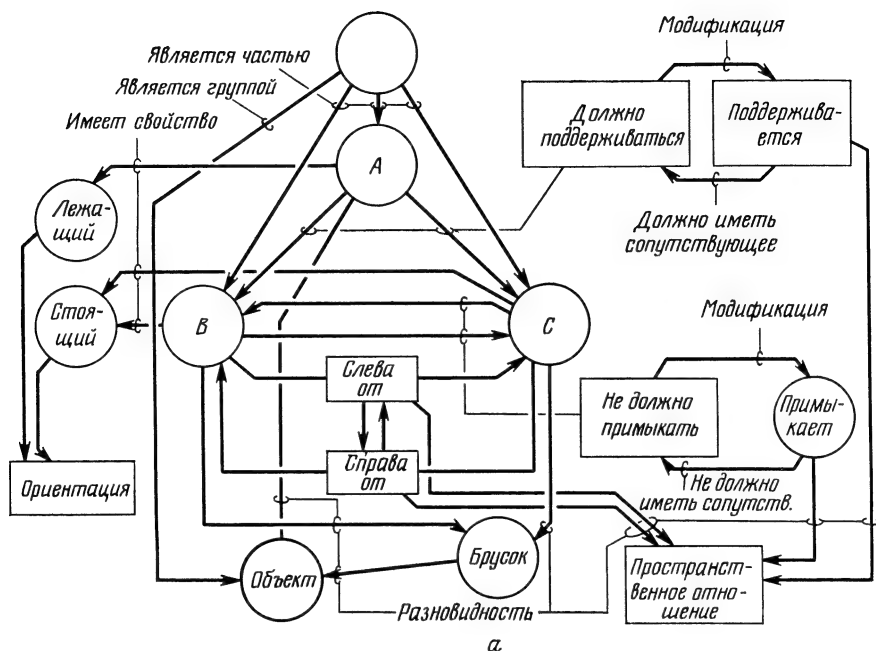 Является частью
Является группой
Имеет свойство
Модификация
Должно
поддерживаться
Поддержива-
ется
Должно иметь
сопутствующее
A
Лежа-
щий
Стоя-
щий
B
C
Модификация
Слева
от
Не должно
примыкать
Примы-
кает
Справа
от
Не должно
иметь сопутств.
Ориентация
Объект
Брусок
Пространст-
венное отно-
шение
Разновидность
а